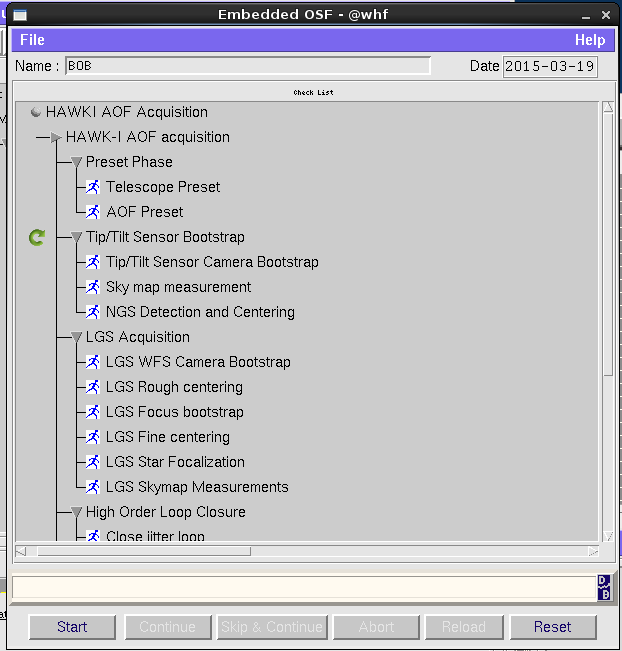 Embedded OSF - @whf
File Help
Name : BOB Date 2015-03-19
Check List
HAWKI AOF Acquisition
HAWK-I AOF acquisition
Preset Phase
Telescope Preset
AOF Preset
Tip/Tilt Sensor Bootstrap
Tip/Tilt Sensor Camera Bootstrap
Sky map measurement
NGS Detection and Centering
LGS Acquisition
LGS WFS Camera Bootstrap
LGS Rough centering
LGS Focus bootstrap
LGS Fine centering
LGS Star Focalization
LGS Skymap Measurements
High Order Loop Closure
Close jitter loop
D B
Start Continue Skip & Continue Abort Reload Reset